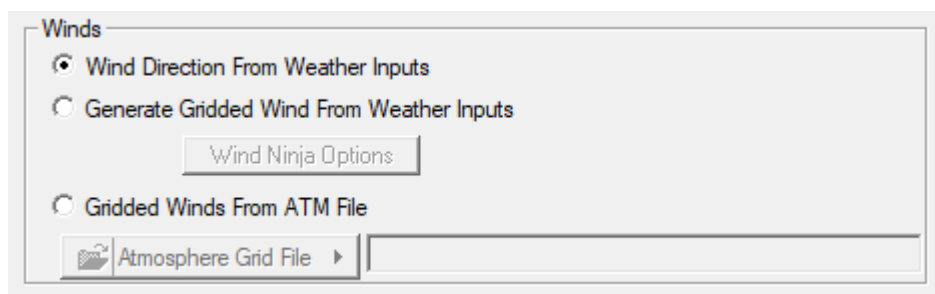 Winds
Wind Direction From Weather Inputs
Generate Gridded Wind From Weather Inputs
Wind Ninja Options
Gridded Winds From ATM File
Atmosphere Grid File